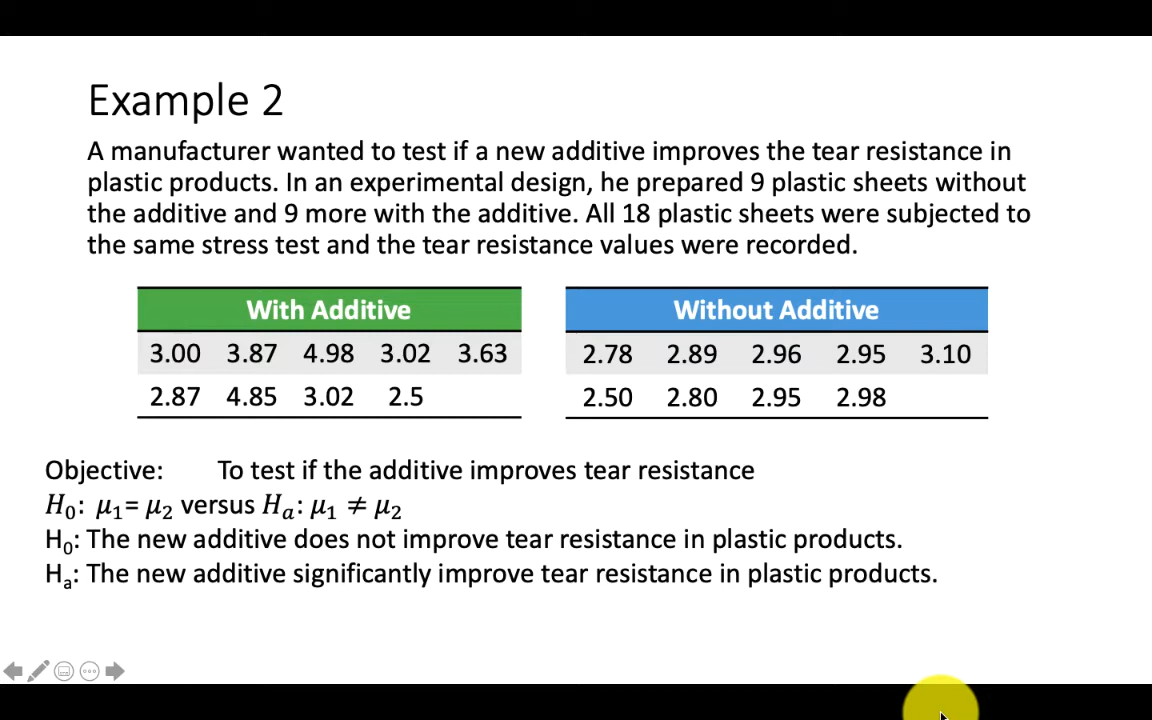 Example 2
A manufacturer wanted to test if a new additive improves the tear resistance in
plastic products. In an experimental design, he prepared 9 plastic sheets without
the additive and 9 more with the additive. All 18 plastic sheets were subjected to
the same stress test and the tear resistance values were recorded.
With Additive
3.00 3.87 4.98 3.02 3.63
2.87 4.85 3.02 2.5
Without Additive
2.78 2.89 2.96 2.95 3.10
2.50 2.80 2.95 2.98
Objective: To test if the additive improves tear resistance
H₀: μ₁= μ₂ versus Hₐ: μ₁ ≠ μ₂
H₀: The new additive does not improve tear resistance in plastic products.
Hₐ: The new additive significantly improve tear resistance in plastic products.